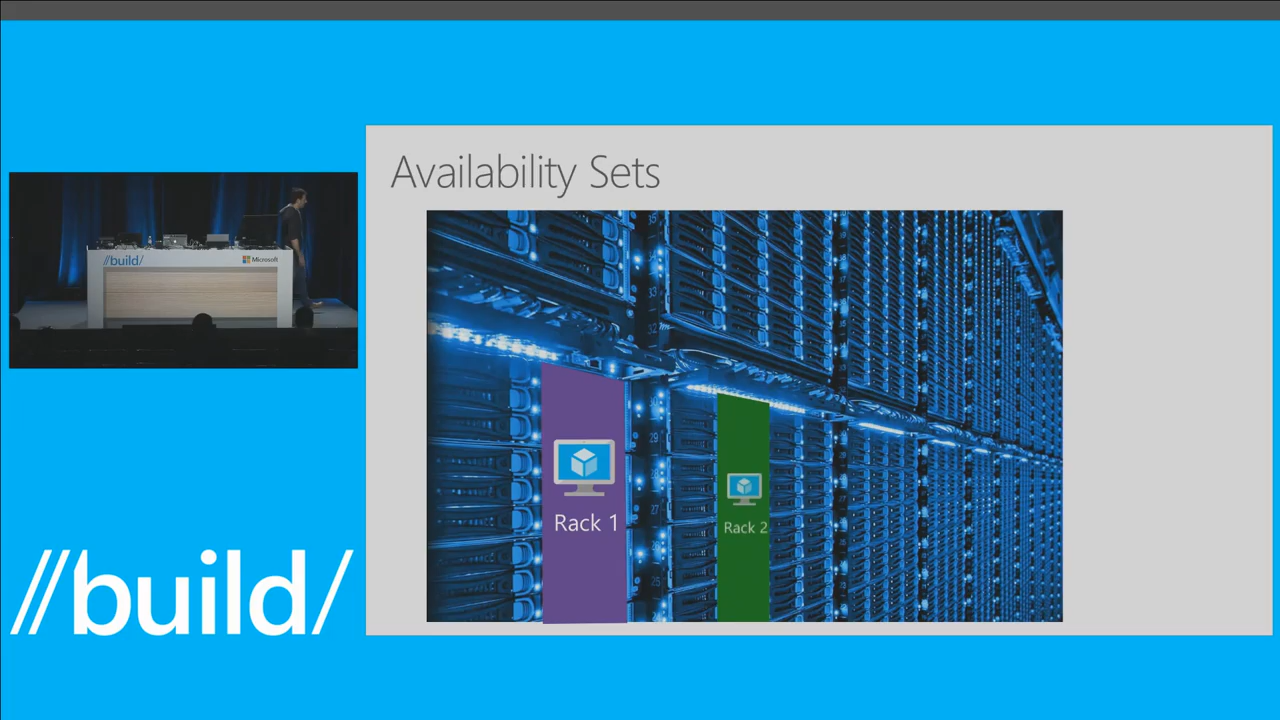 Availability Sets
//build/
Microsoft
Rack 1
Rack 2
//build/